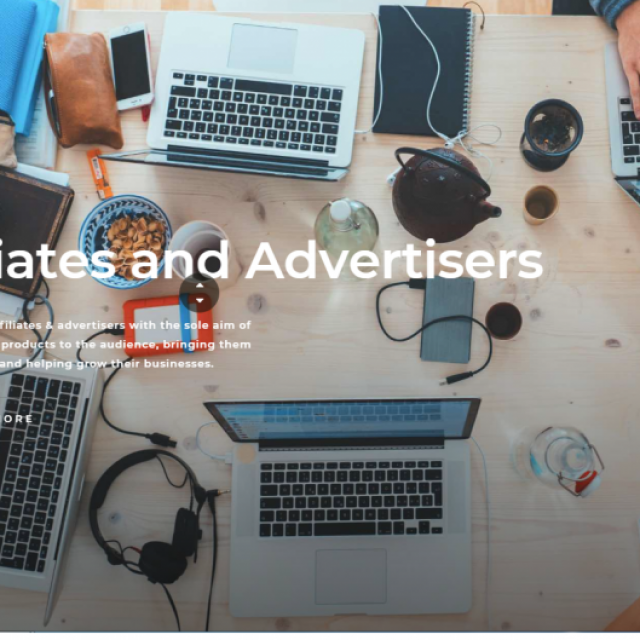 iates and Advertisers
filiates & advertisers with the sole aim of
products to the audience, bringing them
and helping grow their businesses.
ORE